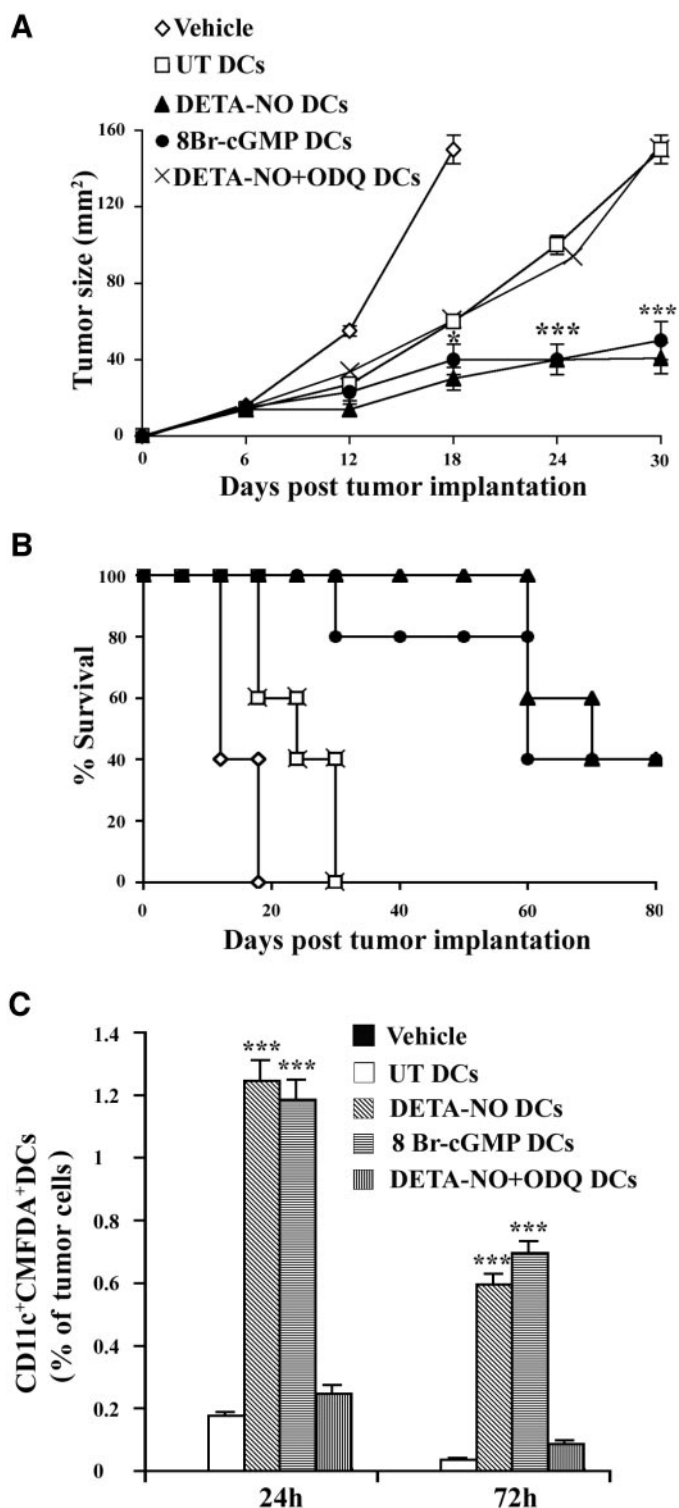 A
Vehicle
UT DCs
DETA-NO DCs
8Br-cGMP DCs
DETA-NO+ODQ DCs
Tumor size (mm²)
160
120
80
40
0
*
***
***
0 6 12 18 24 30
Days post tumor implantation
B
% Survival
100
80
60
40
20
0
0 20 40 60 80
Days post tumor implantation
C
CD11c⁺CMFDA⁺DCs
(% of tumor cells)
1.4
1.2
1
0.8
0.6
0.4
0.2
0
Vehicle
UT DCs
DETA-NO DCs
8 Br-cGMP DCs
DETA-NO+ODQ DCs
*** ***
*** ***
24h 72h